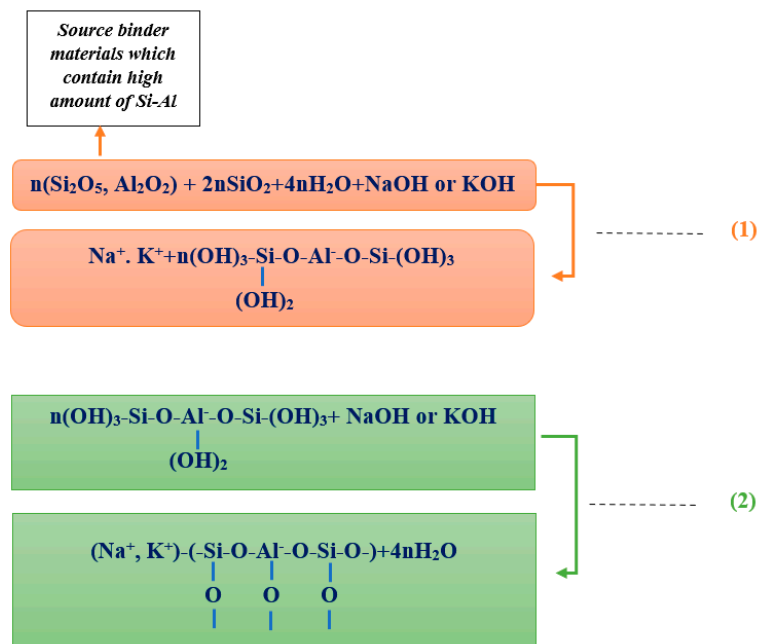 Source binder
materials which
contain high
amount of Si-Al
n(Si₂O₅, Al₂O₂) + 2nSiO₂+4nH₂O+NaOH or KOH
(1)
Na⁺. K⁺+n(OH)₃-Si-O-Al⁻-O-Si-(OH)₃
(OH)₂
n(OH)₃-Si-O-Al⁻-O-Si-(OH)₃+ NaOH or KOH
(OH)₂
(2)
(Na⁺, K⁺)-(-Si-O-Al⁻-O-Si-O-)+4nH₂O
O O O